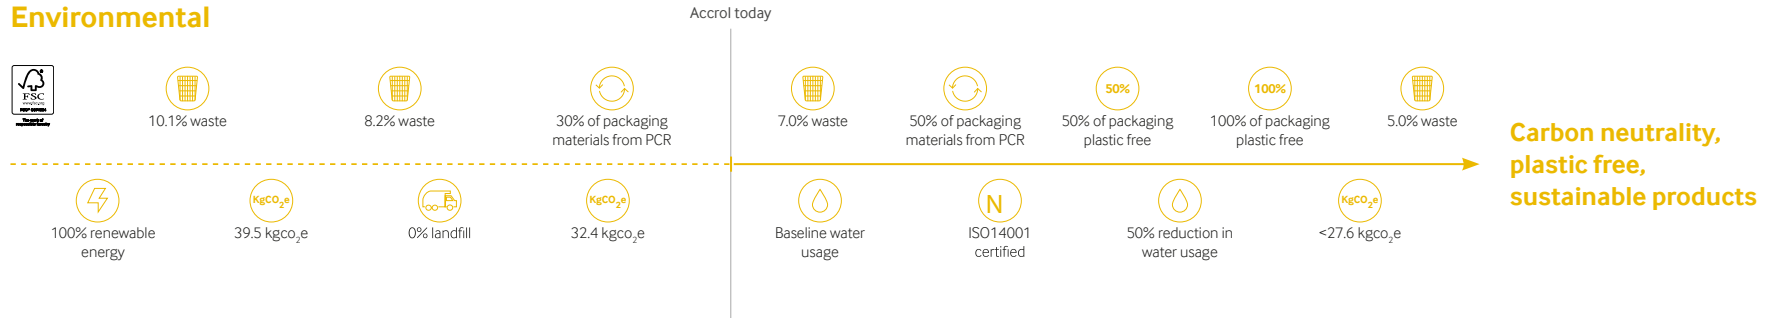 Environmental
Accrol today
FSC
50%
100%
10.1% waste
8.2% waste
30% of packaging
materials from PCR
7.0% waste
50% of packaging
materials from PCR
50% of packaging
plastic free
100% of packaging
plastic free
5.0% waste
Carbon neutrality,
plastic free,
sustainable products
KgCO₂e
KgCO₂e
N
KgCO₂e
100% renewable
energy
39.5 kgco₂e
0% landfill
32.4 kgco₂e
Baseline water
usage
ISO14001
certified
50% reduction in
water usage
<27.6 kgco₂e